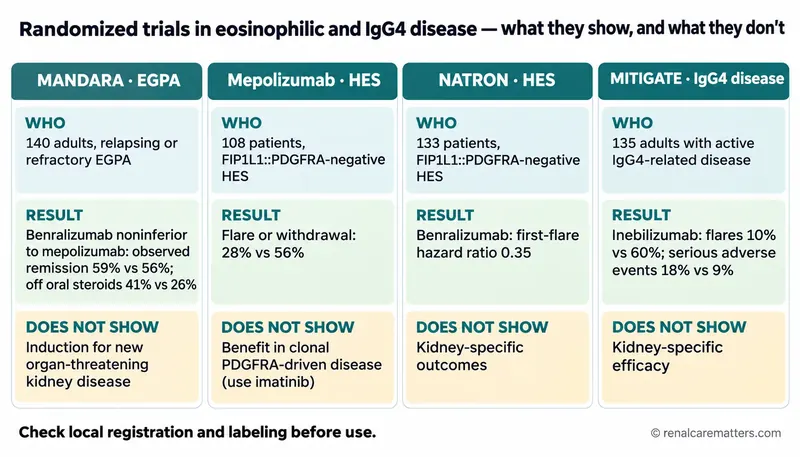 Randomized trials in eosinophilic and IgG4 disease — what they show, and what they don't
MANDARA · EGPA
WHO
140 adults, relapsing or
refractory EGPA
RESULT
Benralizumab noninferior
to mepolizumab: observed
remission 59% vs 56%;
off oral steroids 41% vs 26%
DOES NOT SHOW
Induction for new
organ-threatening
kidney disease
Mepolizumab · HES
WHO
108 patients,
FIP1L1::PDGFRA-negative
HES
RESULT
Flare or withdrawal:
28% vs 56%
DOES NOT SHOW
Benefit in clonal
PDGFRA-driven disease
(use imatinib)
NATRON · HES
WHO
133 patients,
FIP1L1::PDGFRA-negative
HES
RESULT
Benralizumab: first-flare
hazard ratio 0.35
DOES NOT SHOW
Kidney-specific
outcomes
MITIGATE · IgG4 disease
WHO
135 adults with active
IgG4-related disease
RESULT
Inebilizumab: flares 10%
vs 60%; serious adverse
events 18% vs 9%
DOES NOT SHOW
Kidney-specific
efficacy
Check local registration and labeling before use.
© renalcarematters.com